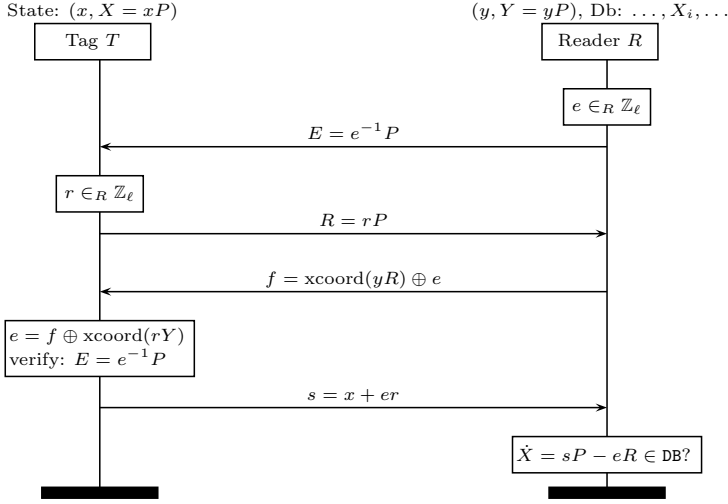 State: (x, X = xP)
(y, Y = yP), Db: ..., X_i, ...
Tag T
Reader R
e ∈_R ℤ_ℓ
E = e^{-1}P
r ∈_R ℤ_ℓ
R = rP
f = xcoord(yR) ⊕ e
e = f ⊕ xcoord(rY)
verify: E = e^{-1}P
s = x + er
Ẋ = sP − eR ∈ DB?